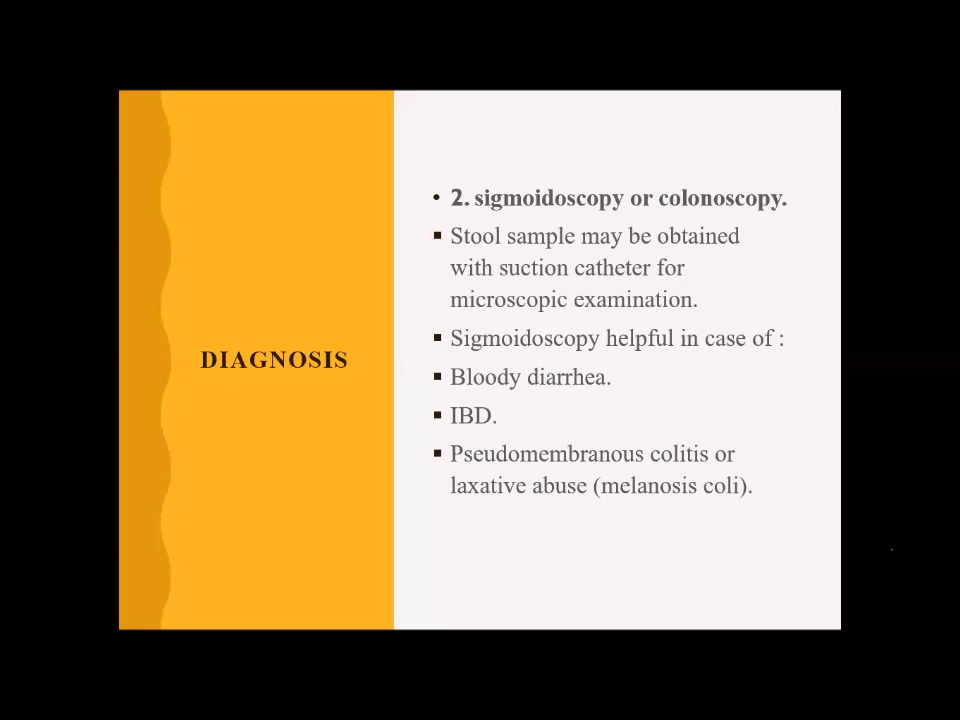 DIAGNOSIS
• 2. sigmoidoscopy or colonoscopy.
▪ Stool sample may be obtained
with suction catheter for
microscopic examination.
▪ Sigmoidoscopy helpful in case of :
▪ Bloody diarrhea.
▪ IBD.
▪ Pseudomembranous colitis or
laxative abuse (melanosis coli).